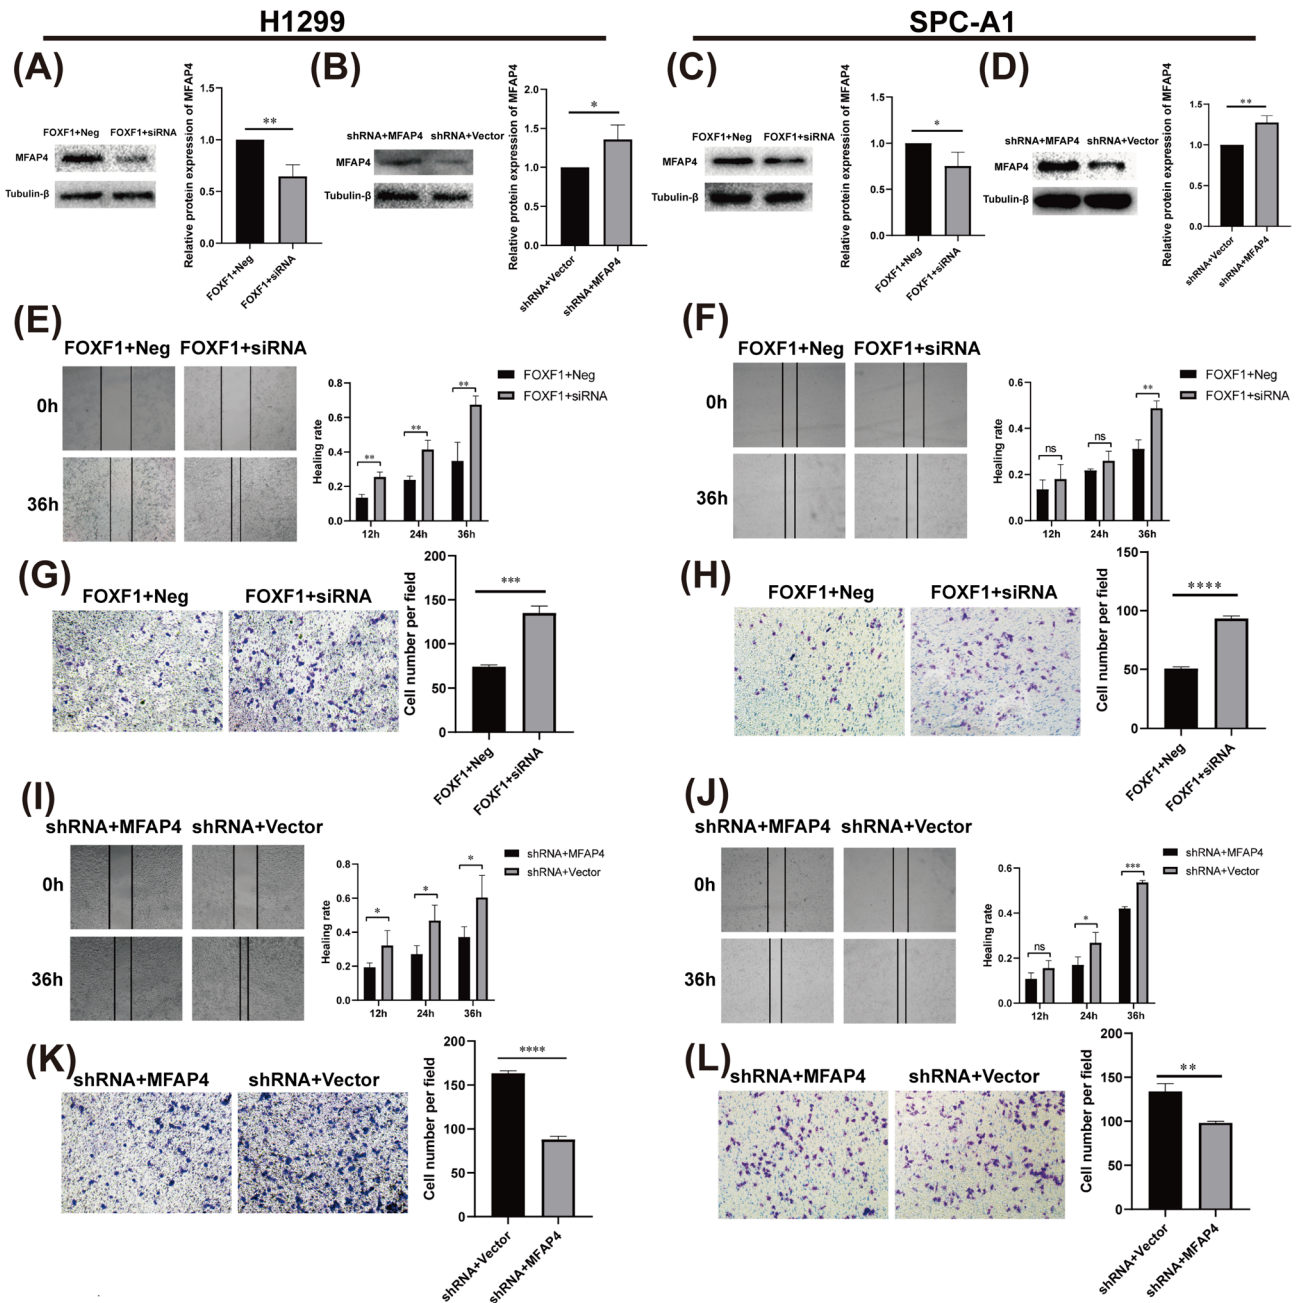 H1299
SPC-A1
(A)
FOXF1+Neg FOXF1+siRNA
MFAP4
Tubulin-β
Relative protein expression of MFAP4
1.5
1.0
0.5
0.0
**
FOXF1+Neg
FOXF1+siRNA
(B)
shRNA+MFAP4 shRNA+Vector
MFAP4
Tubulin-β
Relative protein expression of MFAP4
2.0
1.5
1.0
0.5
0.0
*
shRNA+Vector
shRNA+MFAP4
(C)
FOXF1+Neg FOXF1+siRNA
MFAP4
Tubulin-β
Relative protein expression of MFAP4
1.5
1.0
0.5
0.0
*
FOXF1+Neg
FOXF1+siRNA
(D)
shRNA+MFAP4 shRNA+Vector
MFAP4
Tubulin-β
Relative protein expression of MFAP4
1.5
1.0
0.5
0.0
**
shRNA+Vector
shRNA+MFAP4
(E)
FOXF1+Neg FOXF1+siRNA
0h
36h
Healing rate
0.8
0.6
0.4
0.2
0.0
** ** **
12h 24h 36h
FOXF1+Neg
FOXF1+siRNA
(F)
FOXF1+Neg FOXF1+siRNA
0h
36h
Healing rate
0.6
0.4
0.2
0.0
ns ns **
12h 24h 36h
FOXF1+Neg
FOXF1+siRNA
(G)
FOXF1+Neg FOXF1+siRNA
Cell number per field
200
150
100
50
0
***
FOXF1+Neg
FOXF1+siRNA
(H)
FOXF1+Neg FOXF1+siRNA
Cell number per field
150
100
50
0
****
FOXF1+Neg
FOXF1+siRNA
(I)
shRNA+MFAP4 shRNA+Vector
0h
36h
Healing rate
0.8
0.6
0.4
0.2
0.0
* * *
12h 24h 36h
shRNA+MFAP4
shRNA+Vector
(J)
shRNA+MFAP4 shRNA+Vector
0h
36h
Healing rate
0.6
0.4
0.2
0.0
ns * ***
12h 24h 36h
shRNA+MFAP4
shRNA+Vector
(K)
shRNA+MFAP4 shRNA+Vector
Cell number per field
200
150
100
50
0
****
shRNA+Vector
shRNA+MFAP4
(L)
shRNA+MFAP4 shRNA+Vector
Cell number per field
200
150
100
50
0
**
shRNA+Vector
shRNA+MFAP4